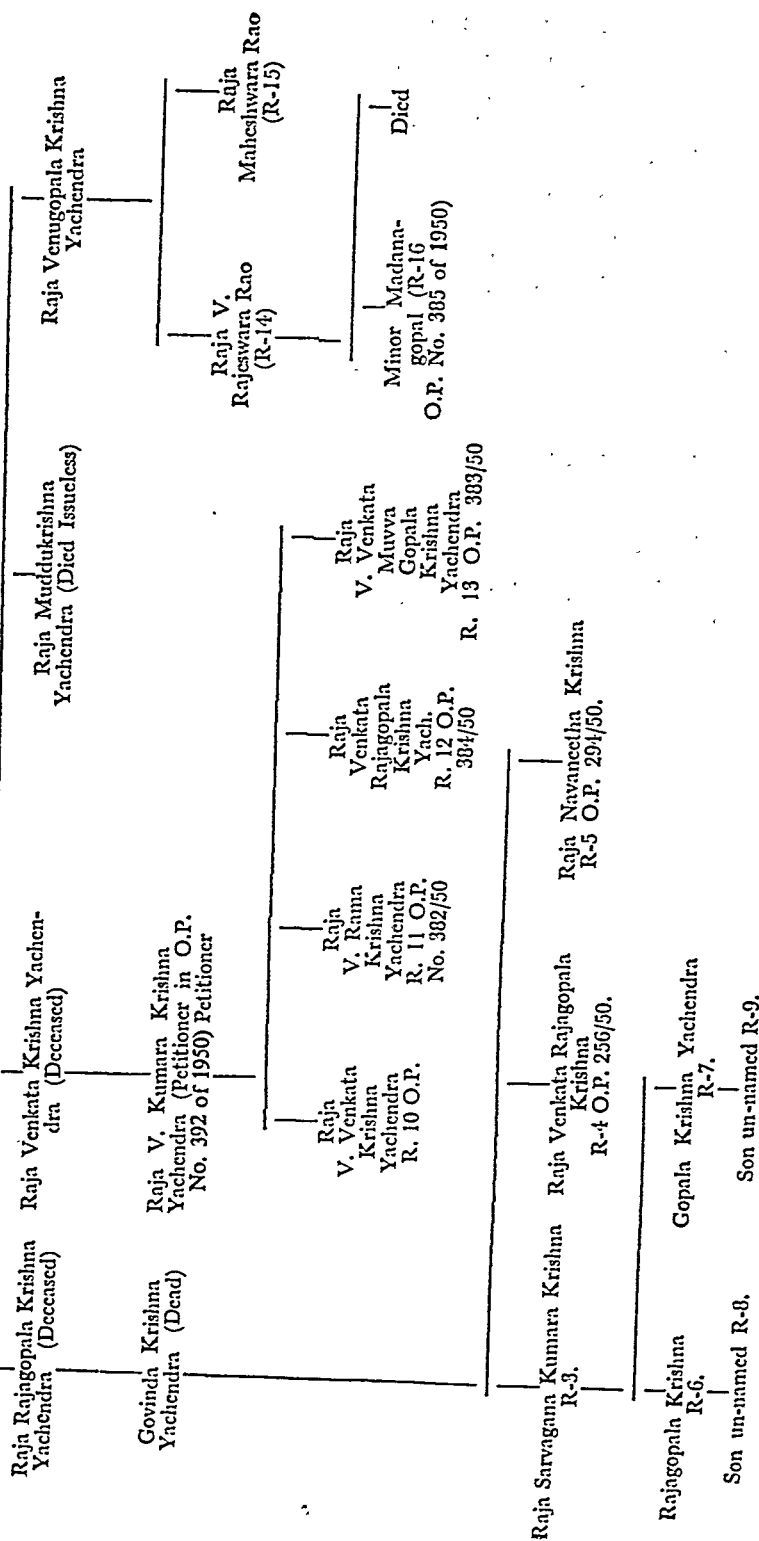 Raja Rajagopala Krishna
Yachendra (Deceased)
Raja Venkata Krishna Yachen-
dra (Deceased)
Raja Muddukrishna
Yachendra (Died Issueless)
Raja Venugopala Krishna
Yachendra
Govinda Krishna
Yachendra (Dead)
Raja V. Kumara Krishna
Yachendra (Petitioner in O.P.
No. 392 of 1950) Petitioner
Raja V.
Rajeswara Rao
(R-14)
Raja
Maheshwara Rao
(R-15)
Raja
V. Venkata
Krishna
Yachendra
R. 10 O.P.
Raja
V. Rama
Krishna
Yachendra
R. 11 O.P.
No. 382/50
Raja
Venkata
Rajagopala
Krishna
Yach.
R. 12 O.P.
384/50
Raja
V. Venkata
Muvva
Gopala
Krishna
Yachendra
R. 13 O.P. 383/50
Minor Madana-
gopal (R-16
O.P. No. 385 of 1950)
Died
Raja Sarvagana Kumara Krishna
R-3.
Raja Venkata Rajagopala
Krishna
R-4 O.P. 256/50.
Raja Navaneetha Krishna
R-5 O.P. 294/50.
Rajagopala Krishna
R-6.
Gopala Krishna Yachendra
R-7.
Son un-named R-8.
Son un-named R-9.